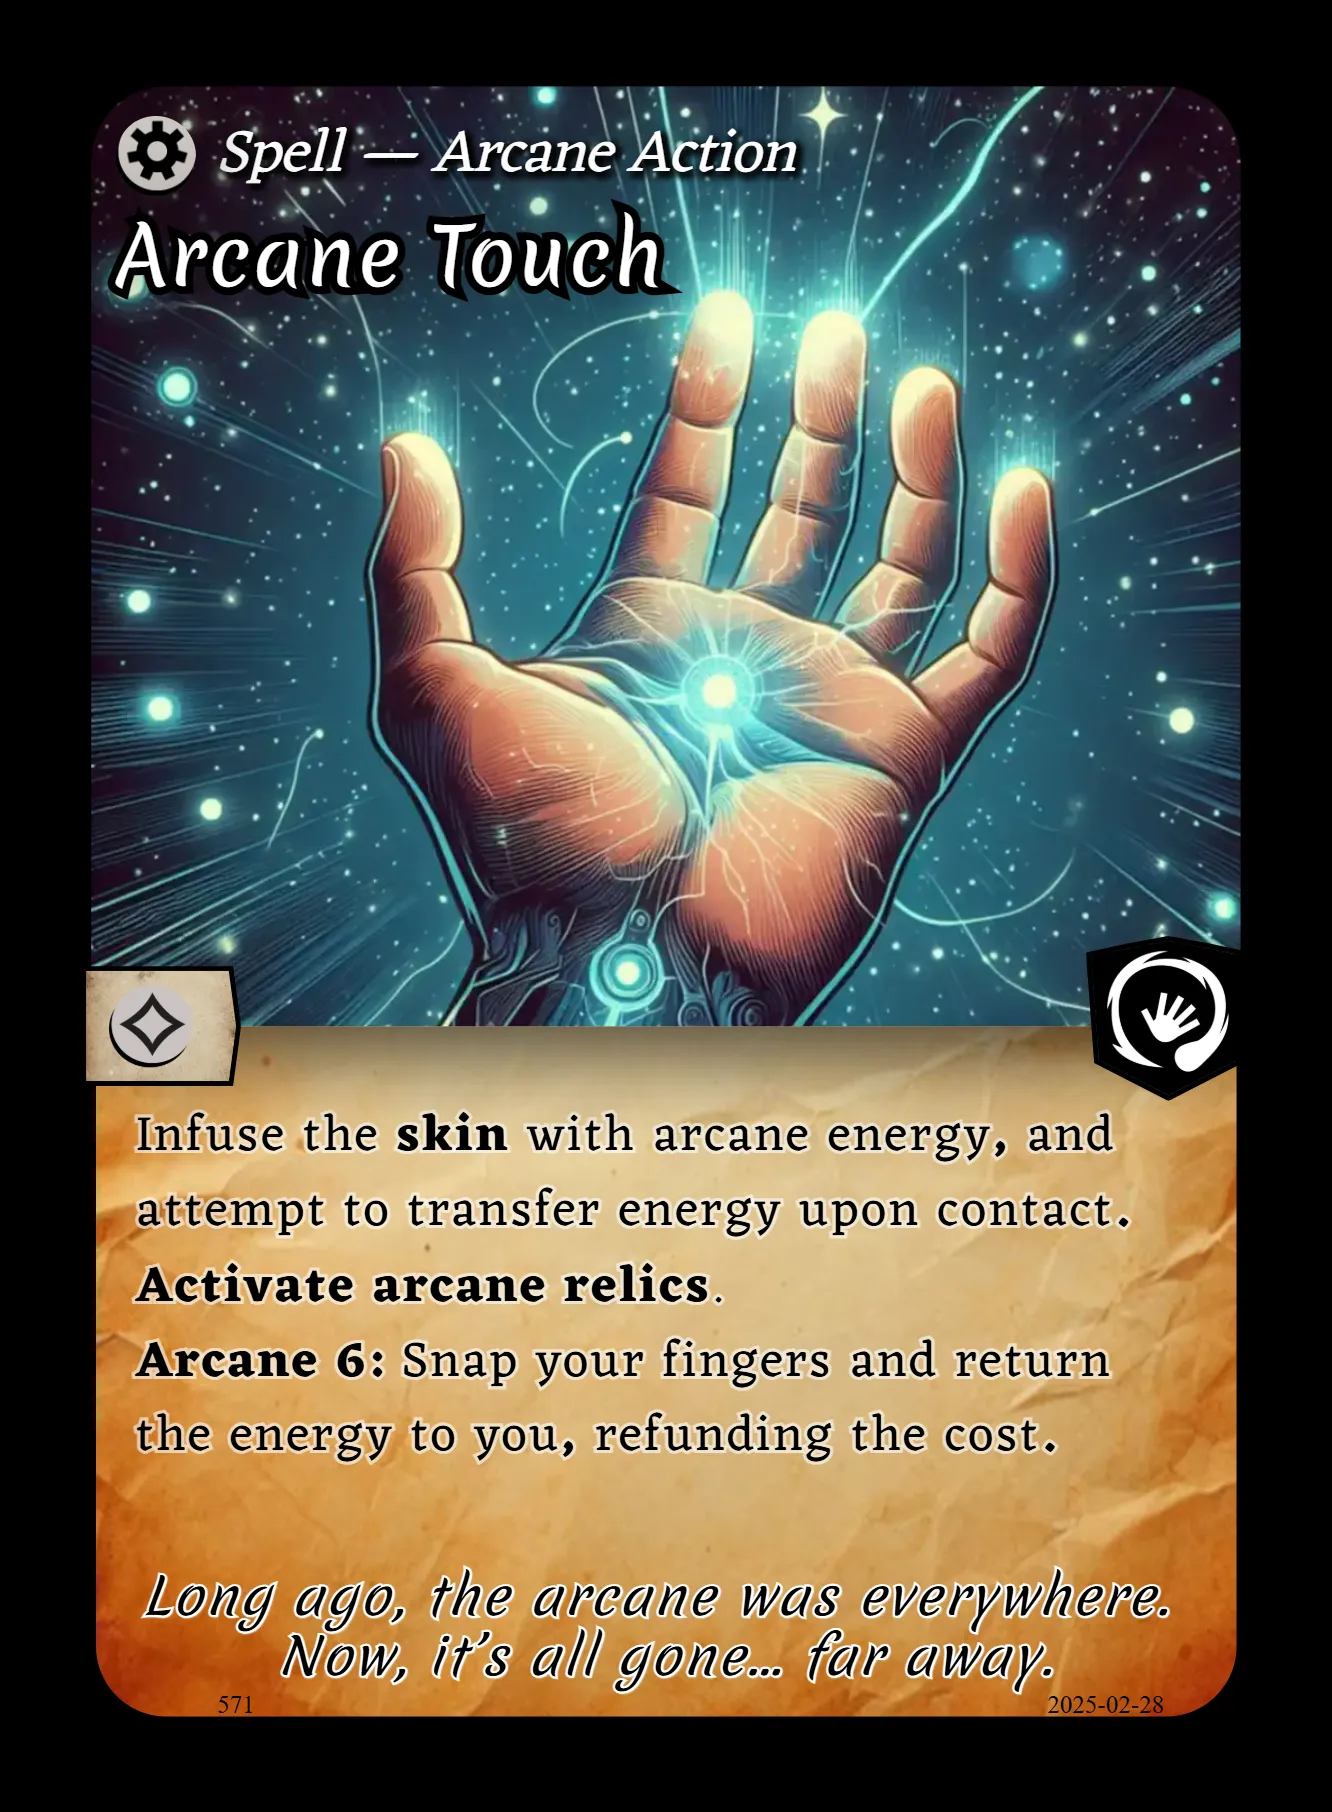 Spell — Arcane Action
Arcane Touch
Infuse the skin with arcane energy, and
attempt to transfer energy upon contact.
Activate arcane relics.
Arcane 6: Snap your fingers and return
the energy to you, refunding the cost.
Long ago, the arcane was everywhere.
Now, it’s all gone... far away.
571
2025-02-28